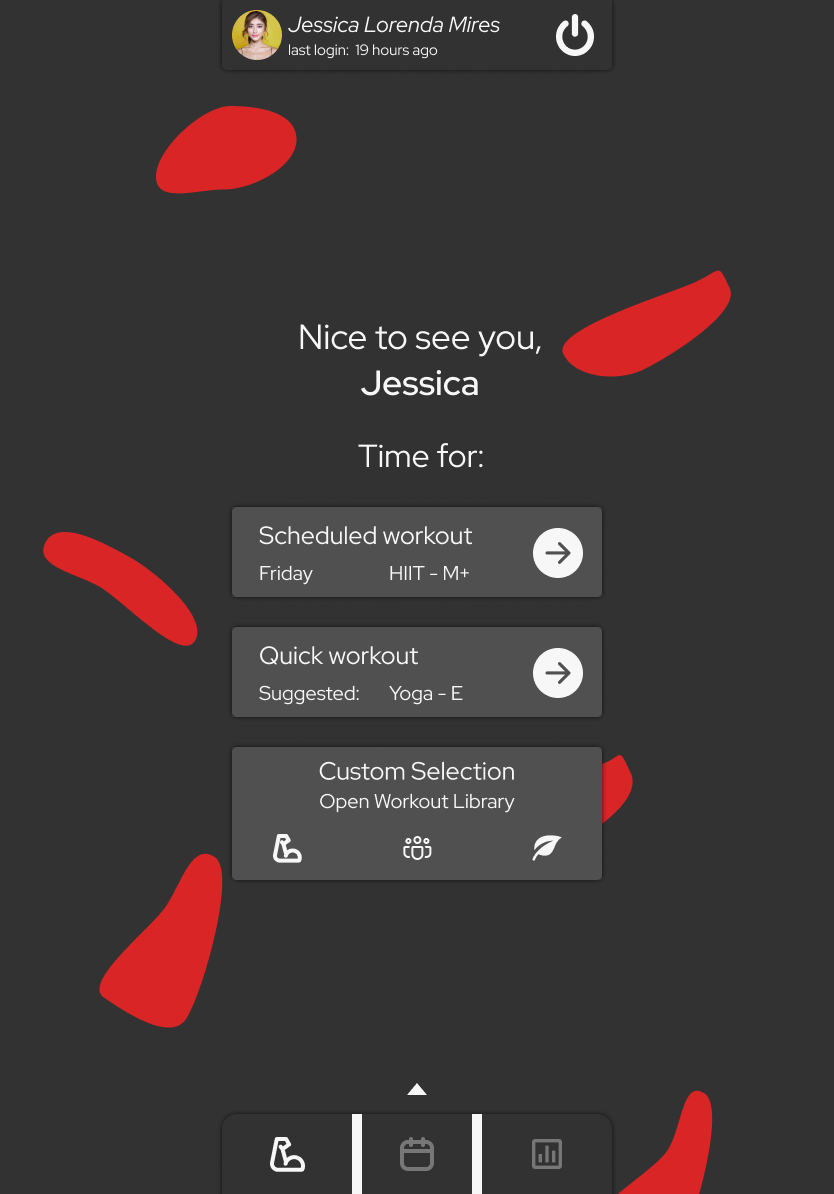 Jessica Lorenda Mires
last login: 19 hours ago
Nice to see you,
Jessica
Time for:
Scheduled workout
Friday HIIT - M+
Quick workout
Suggested: Yoga - E
Custom Selection
Open Workout Library